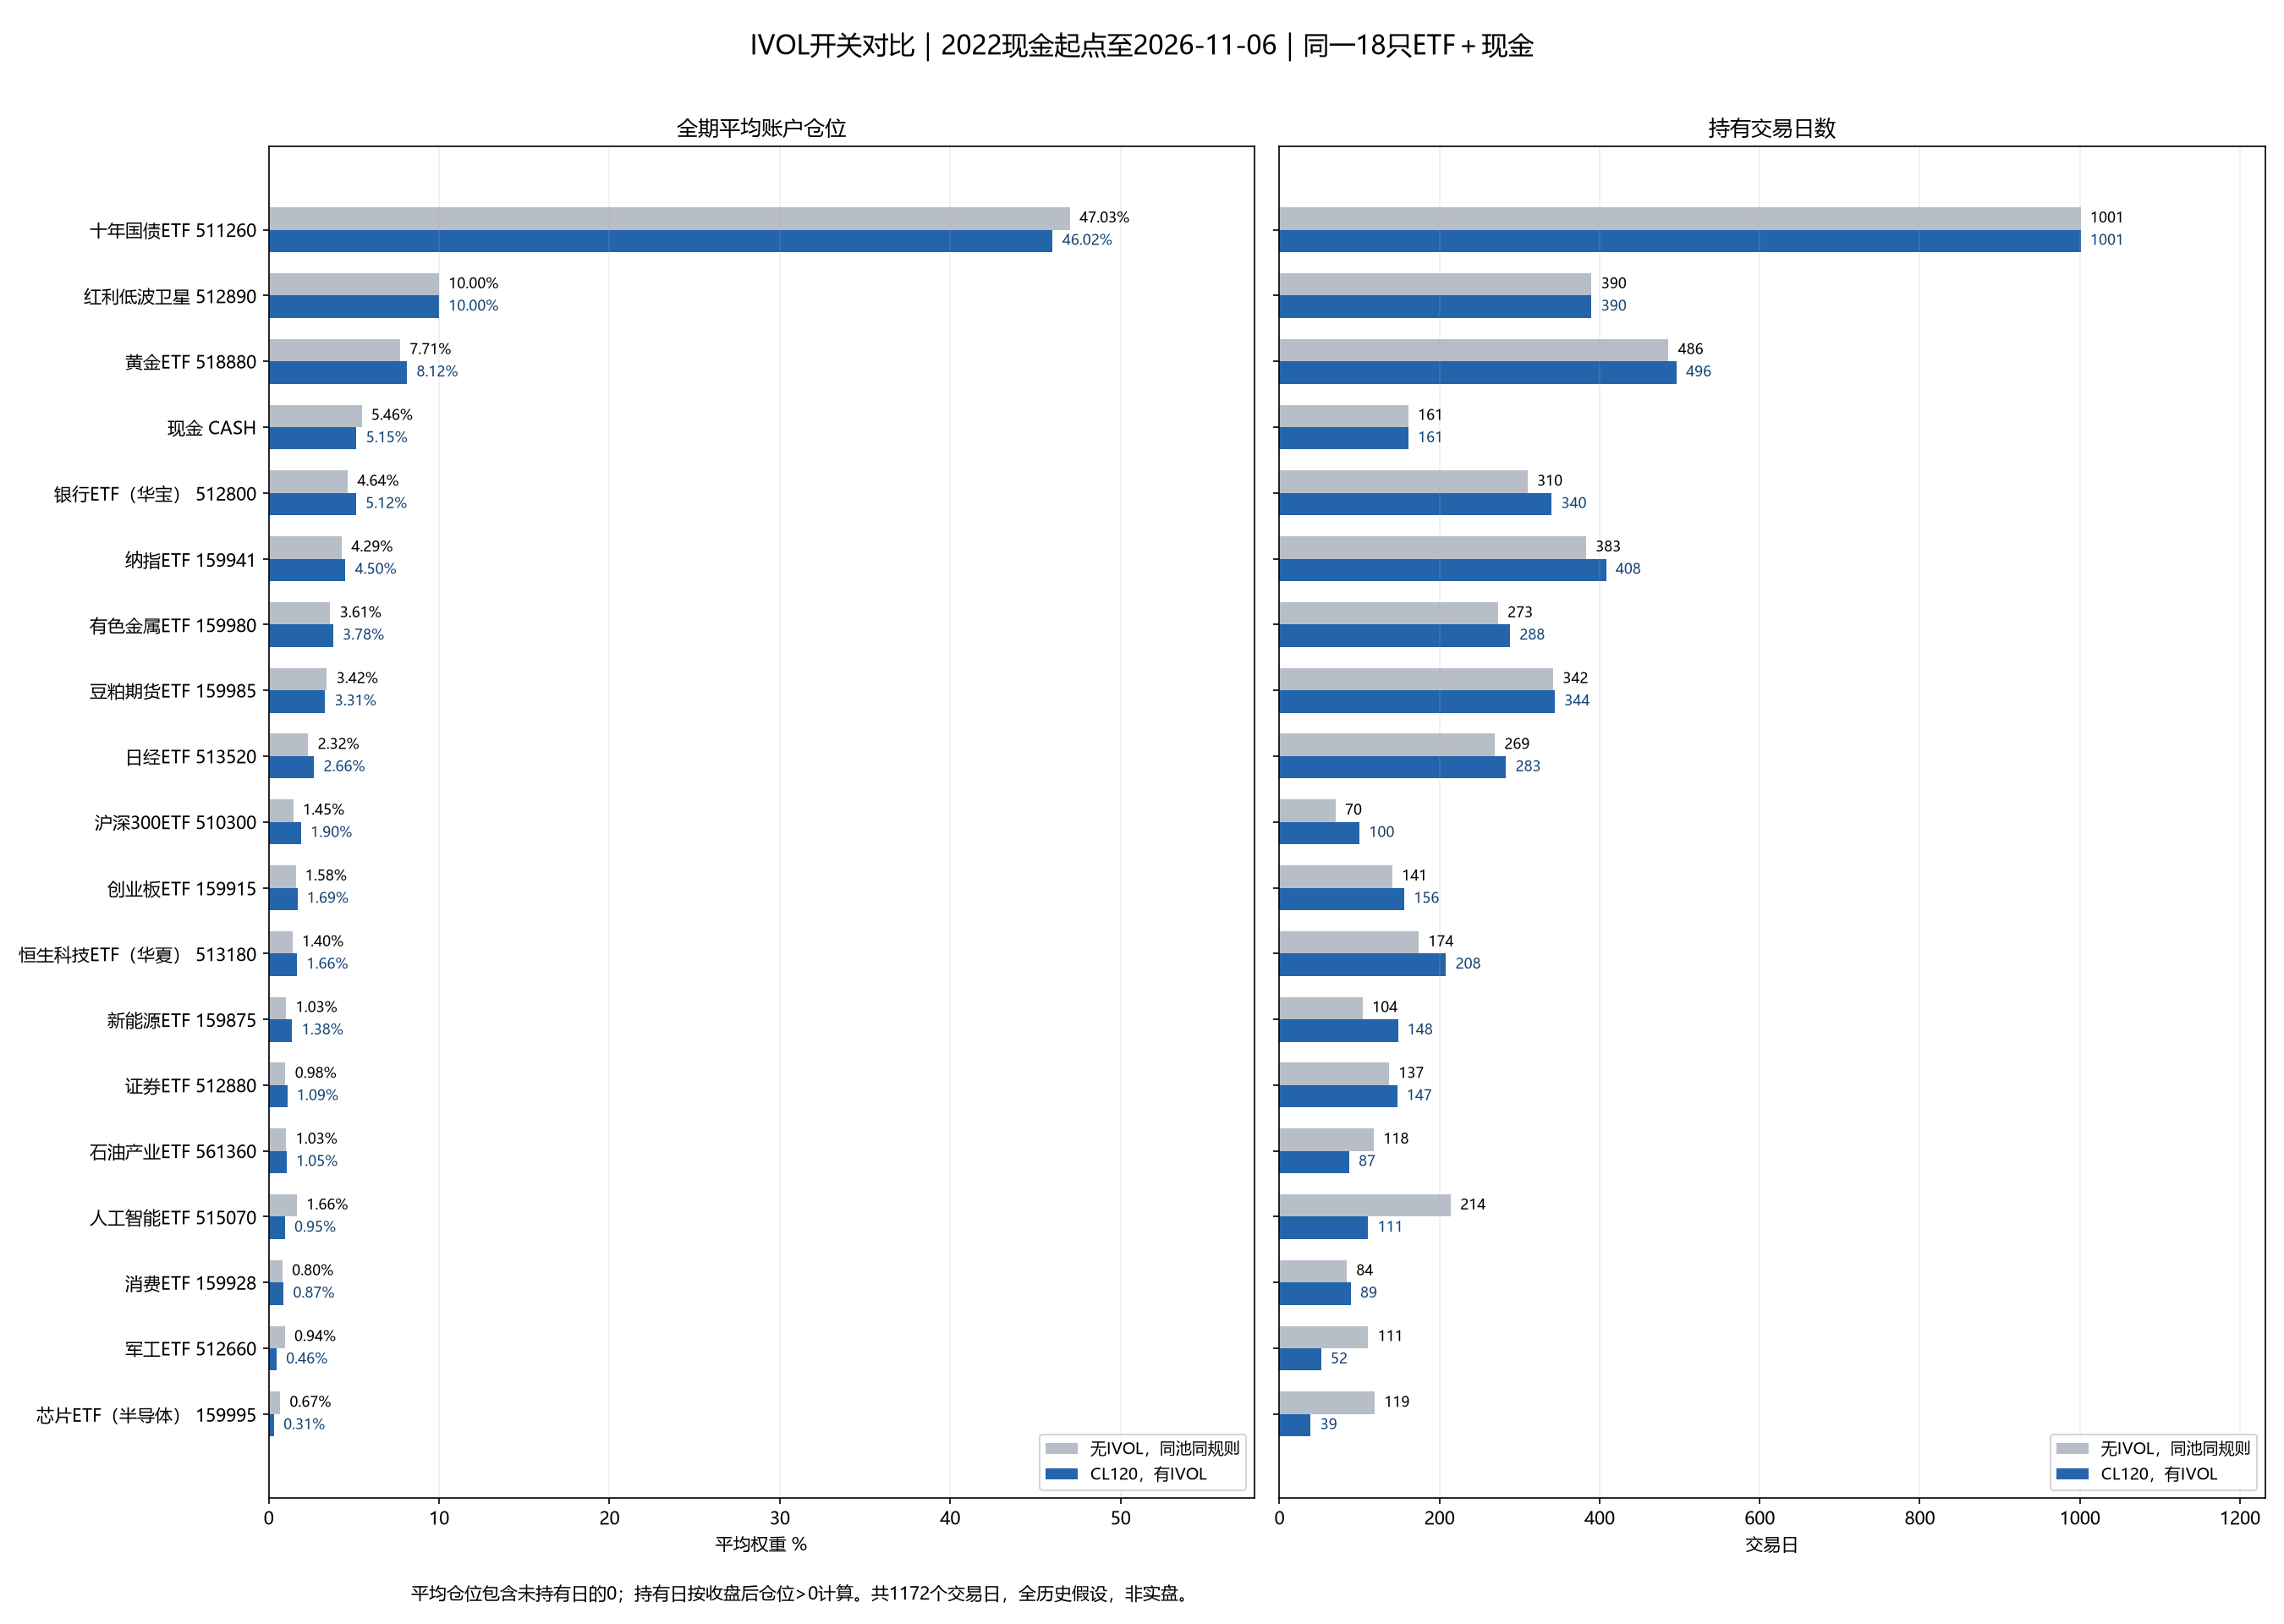 IVOL开关对比｜2022现金起点至2026-11-06｜同一18只ETF＋现金
全期平均账户仓位
十年国债ETF 511260
47.03%
46.02%
红利低波卫星 512890
10.00%
10.00%
黄金ETF 518880
7.71%
8.12%
现金 CASH
5.46%
5.15%
银行ETF（华宝） 512800
4.64%
5.12%
纳指ETF 159941
4.29%
4.50%
有色金属ETF 159980
3.61%
3.78%
豆粕期货ETF 159985
3.42%
3.31%
日经ETF 513520
2.32%
2.66%
沪深300ETF 510300
1.45%
1.90%
创业板ETF 159915
1.58%
1.69%
恒生科技ETF（华夏） 513180
1.40%
1.66%
新能源ETF 159875
1.03%
1.38%
证券ETF 512880
0.98%
1.09%
石油产业ETF 561360
1.03%
1.05%
人工智能ETF 515070
1.66%
0.95%
消费ETF 159928
0.80%
0.87%
军工ETF 512660
0.94%
0.46%
芯片ETF（半导体） 159995
0.67%
0.31%
无IVOL，同池同规则
CL120，有IVOL
0 10 20 30 40 50
平均权重 %
持有交易日数
1001
1001
390
390
486
496
161
161
310
340
383
408
273
288
342
344
269
283
70
100
141
156
174
208
104
148
137
147
118
87
214
111
84
89
111
52
119
39
无IVOL，同池同规则
CL120，有IVOL
0 200 400 600 800 1000 1200
交易日
平均仓位包含未持有日的0；持有日按收盘后仓位>0计算。共1172个交易日，全历史假设，非实盘。